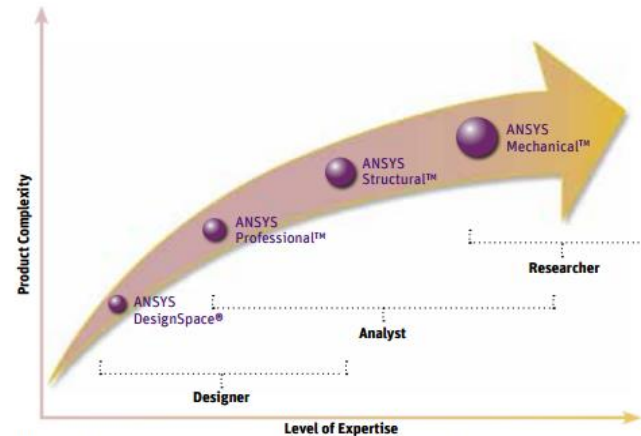 ANSYS
Mechanical™
ANSYS
Structural™
ANSYS
Professional™
ANSYS
DesignSpace®
Product Complexity
Researcher
Analyst
Designer
Level of Expertise